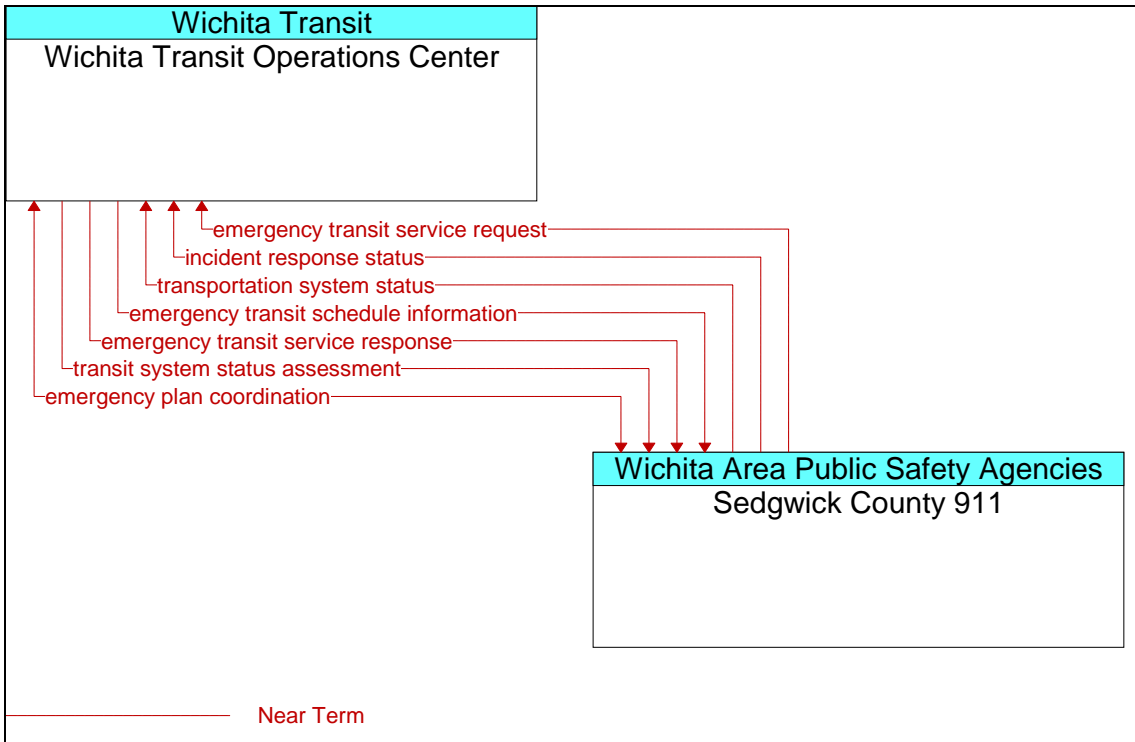 Wichita Transit
Wichita Transit Operations Center
emergency transit service request
incident response status
transportation system status
emergency transit schedule information
emergency transit service response
transit system status assessment
emergency plan coordination
Wichita Area Public Safety Agencies
Sedgwick County 911
Near Term